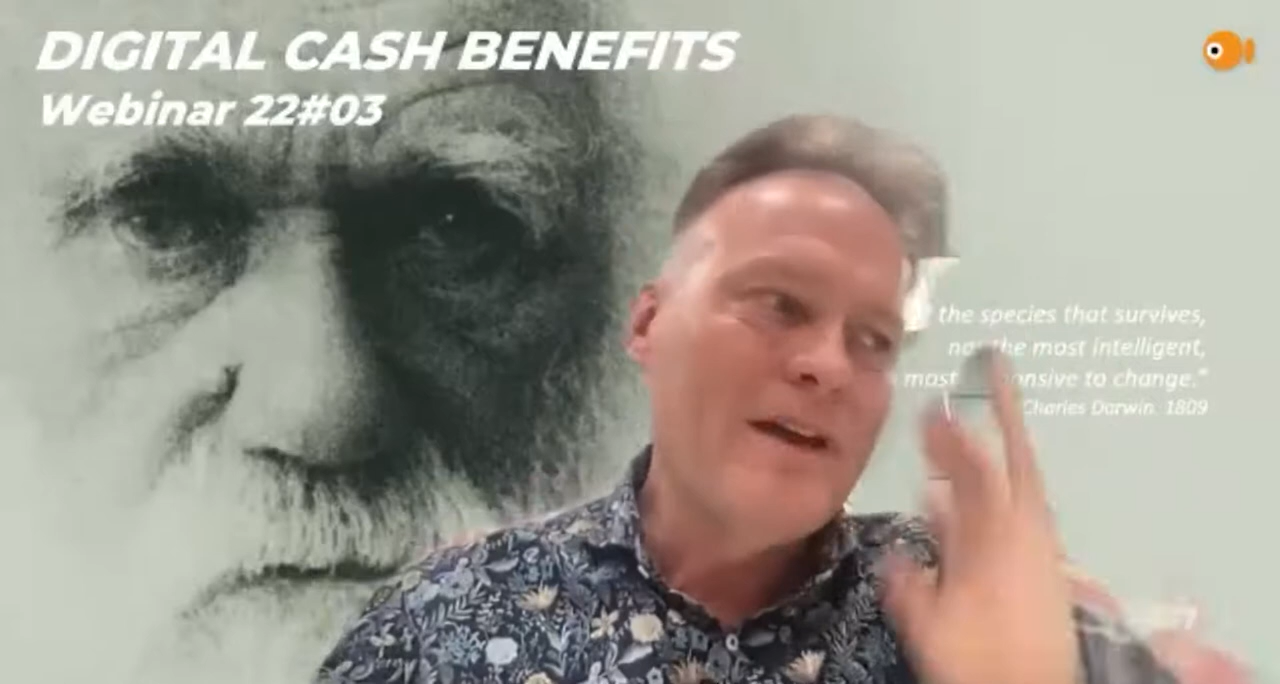 DIGITAL CASH BENEFITS
Webinar 22#03
the species that survives,
the most intelligent,
most to change.”
Charles Darwin, 1809